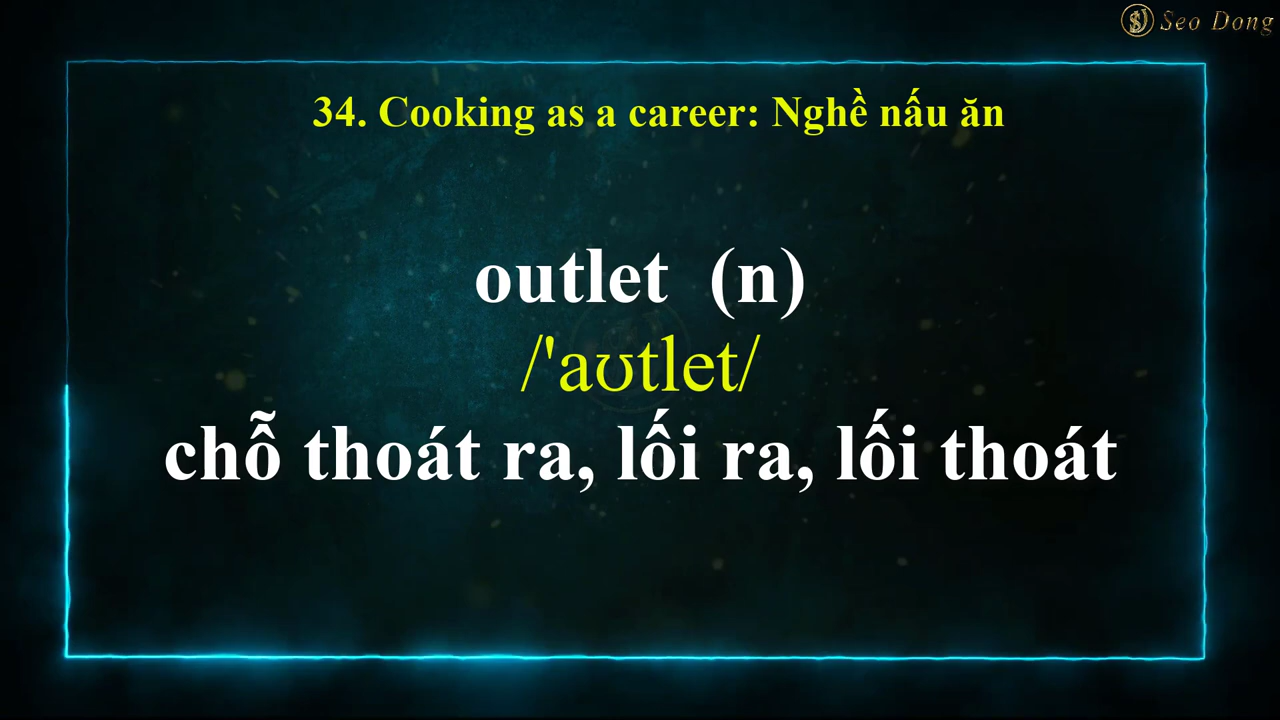 Seo Dong
34. Cooking as a career: Nghề nấu ăn
outlet (n)
/'aʊtlet/
chỗ thoát ra, lối ra, lối thoát